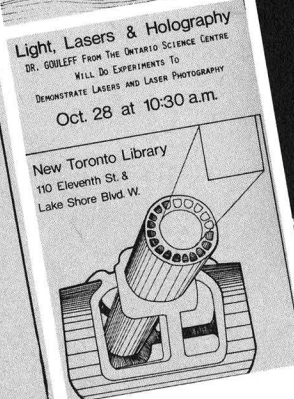 Light, Lasers & Holography
DR. GOULEFF FROM THE ONTARIO SCIENCE CENTRE
WILL DO EXPERIMENTS TO
DEMONSTRATE LASERS AND LASER PHOTOGRAPHY
Oct. 28 at 10:30 a.m.
New Toronto Library
110 Eleventh St. &
Lake Shore Blvd. W.